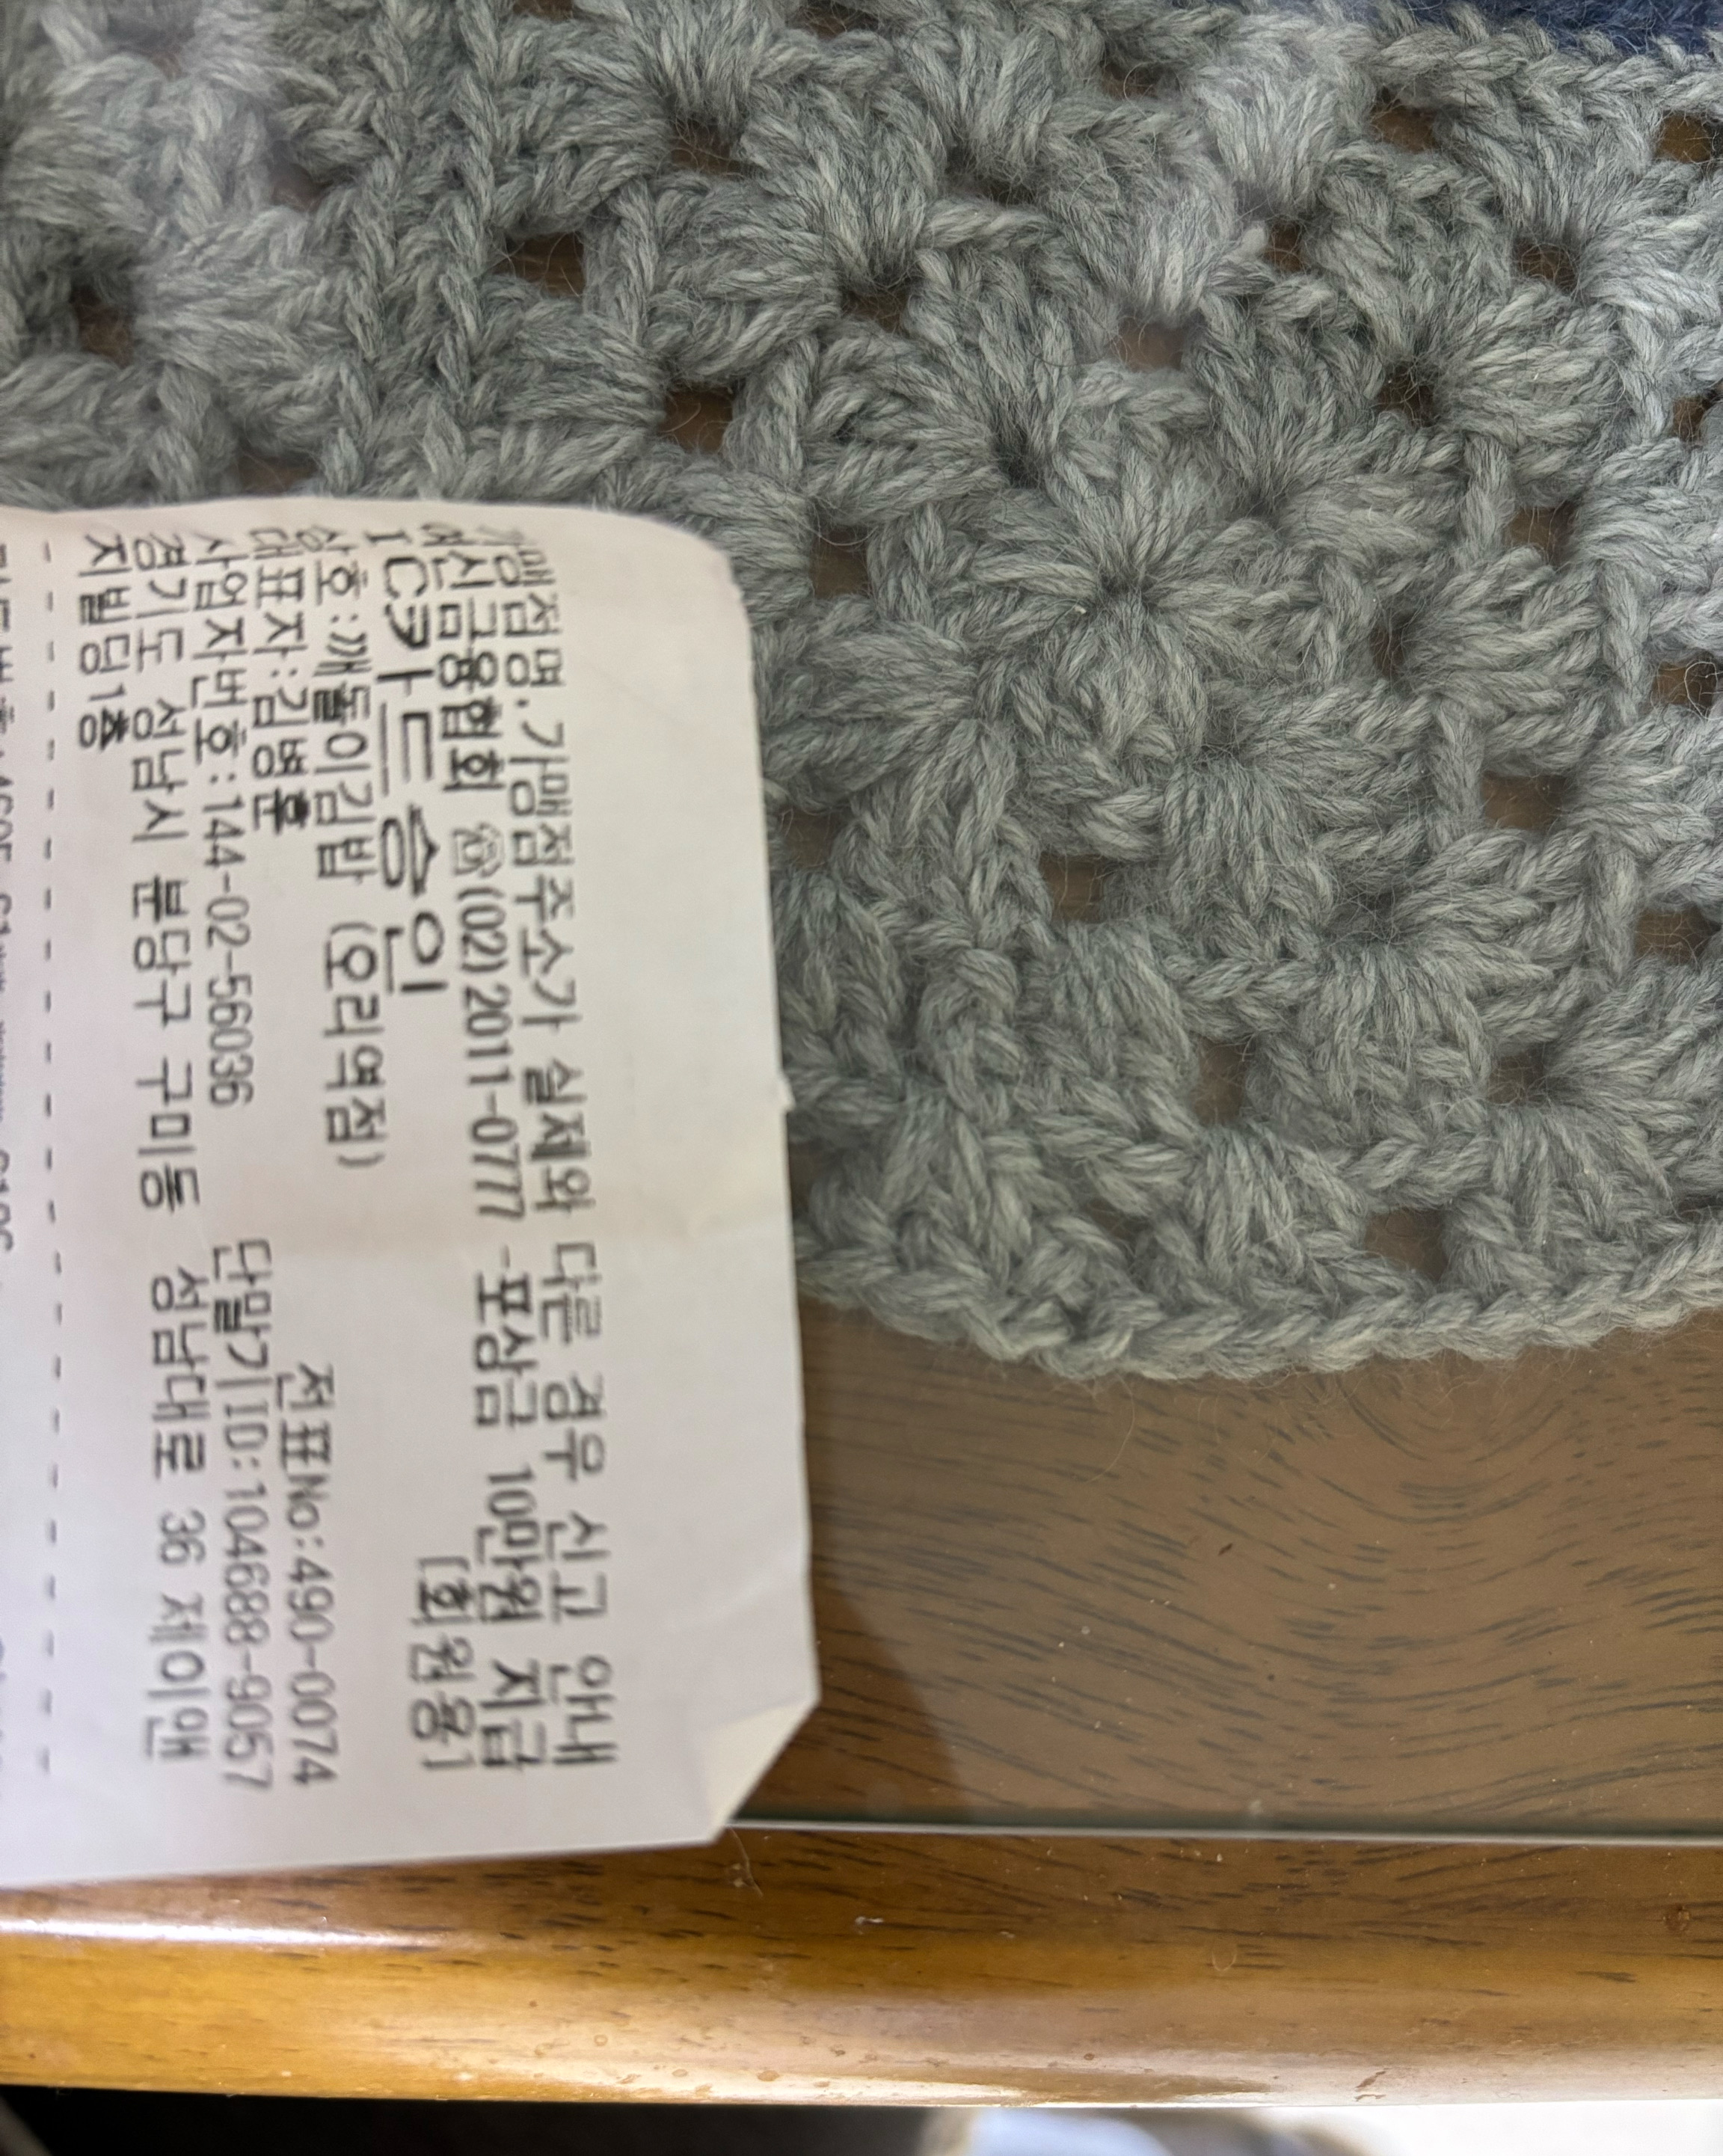 가맹점명.가맹점주소가 실제와 다른 경우 신고 안내
여신금융협회 ☎(02)2011-0777 -포상금 10만원 지급
IC카드승인 [회원용]
상호:깨돌이김밥 (오리역점)
전표No:490-0074
대표자:김병훈
사업자번호:144-02-56036 단말기ID:104688-9057
경기도 성남시 분당구 구미동 성남대로 36 제이앤
지빌딩1층